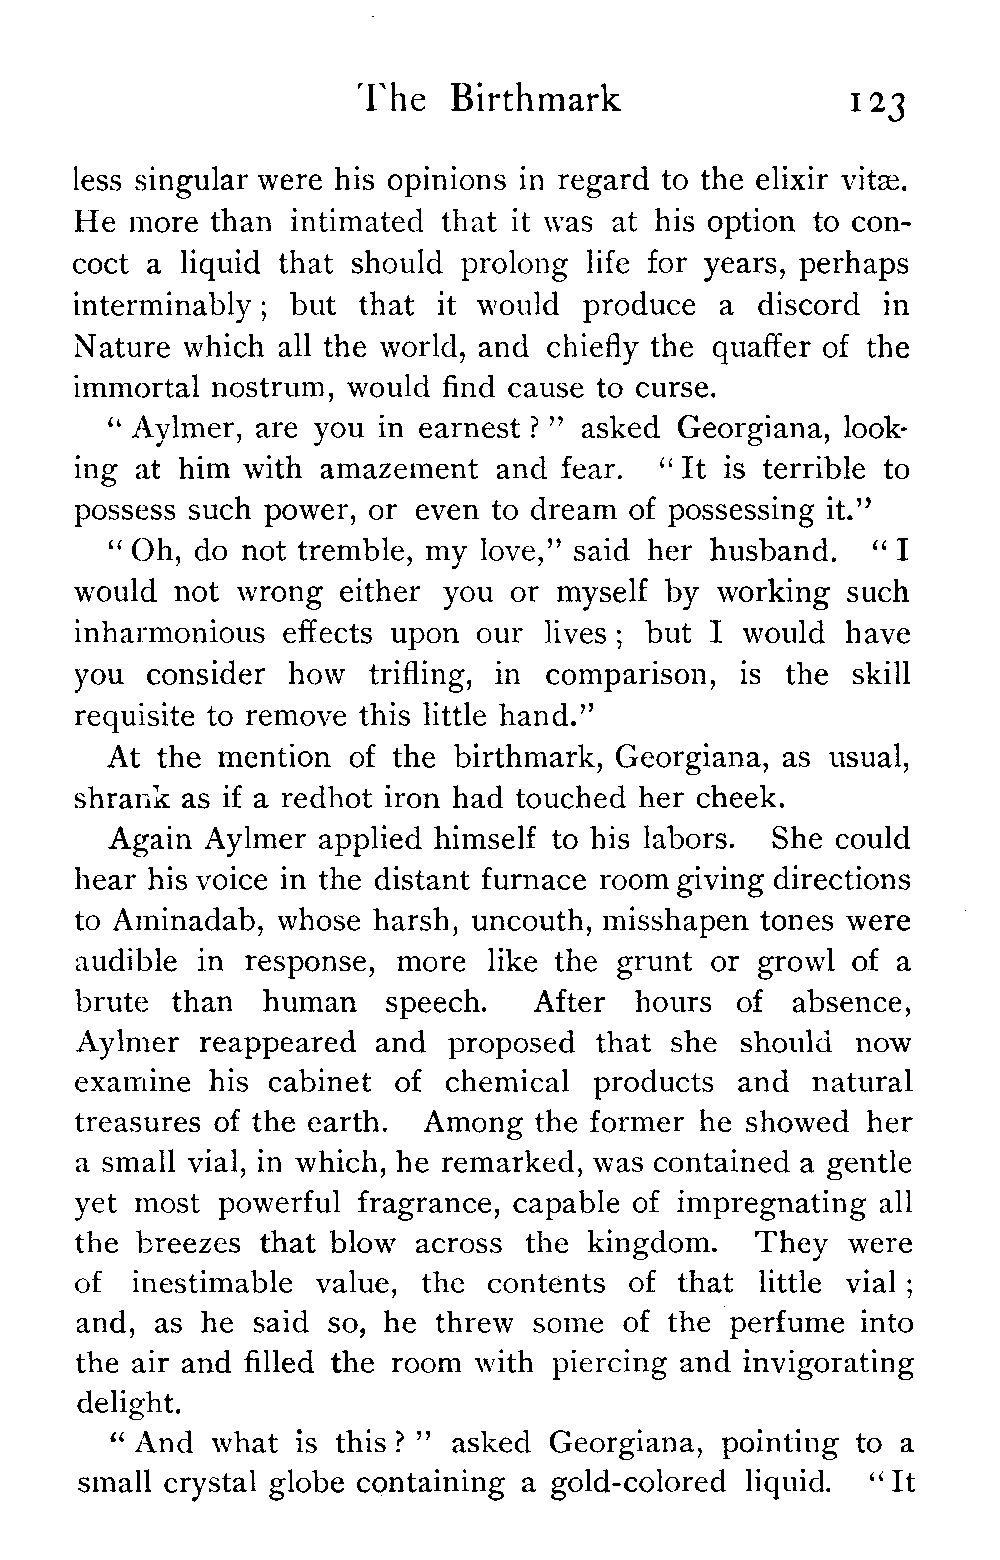 The Birthmark 123
less singular were his opinions in regard to the elixir vitæ.
He more than intimated that it was at his option to con-
coct a liquid that should prolong life for years, perhaps
interminably ; but that it would produce a discord in
Nature which all the world, and chiefly the quaffer of the
immortal nostrum, would find cause to curse.
“ Aylmer, are you in earnest ? ” asked Georgiana, look-
ing at him with amazement and fear. “ It is terrible to
possess such power, or even to dream of possessing it.”
“ Oh, do not tremble, my love,” said her husband. “ I
would not wrong either you or myself by working such
inharmonious effects upon our lives ; but I would have
you consider how trifling, in comparison, is the skill
requisite to remove this little hand.”
At the mention of the birthmark, Georgiana, as usual,
shrank as if a redhot iron had touched her cheek.
Again Aylmer applied himself to his labors. She could
hear his voice in the distant furnace room giving directions
to Aminadab, whose harsh, uncouth, misshapen tones were
audible in response, more like the grunt or growl of a
brute than human speech. After hours of absence,
Aylmer reappeared and proposed that she should now
examine his cabinet of chemical products and natural
treasures of the earth. Among the former he showed her
a small vial, in which, he remarked, was contained a gentle
yet most powerful fragrance, capable of impregnating all
the breezes that blow across the kingdom. They were
of inestimable value, the contents of that little vial ;
and, as he said so, he threw some of the perfume into
the air and filled the room with piercing and invigorating
delight.
“ And what is this ? ” asked Georgiana, pointing to a
small crystal globe containing a gold-colored liquid. “ It